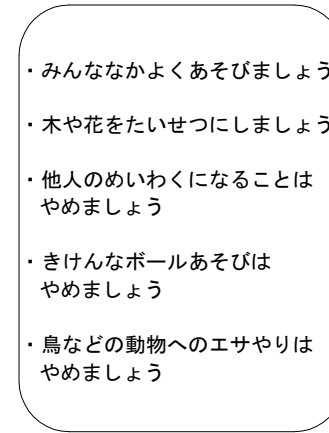 ・みんななかよくあそびましょう
・木や花をたいせつにしましょう
・他人のめいわくになることは
やめましょう
・きけんなボールあそびは
やめましょう
・鳥などの動物へのエサやりは
やめましょう